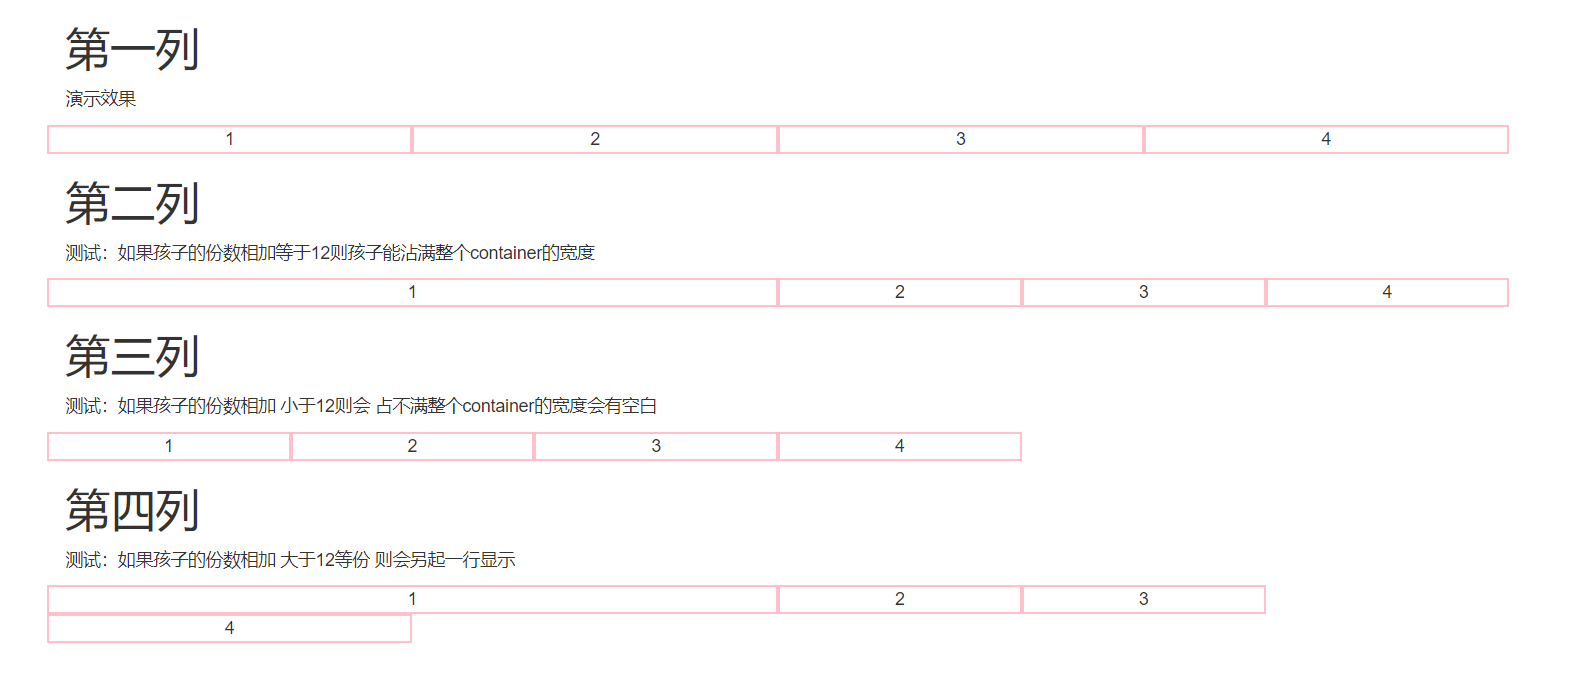 第一列
演示效果
1 2 3 4
第二列
测试：如果孩子的份数相加等于12则孩子能沾满整个container的宽度
1 2 3 4
第三列
测试：如果孩子的份数相加 小于12则会 占不满整个container的宽度会有空白
1 2 3 4
第四列
测试：如果孩子的份数相加 大于12等份 则会另起一行显示
1 2 3
4